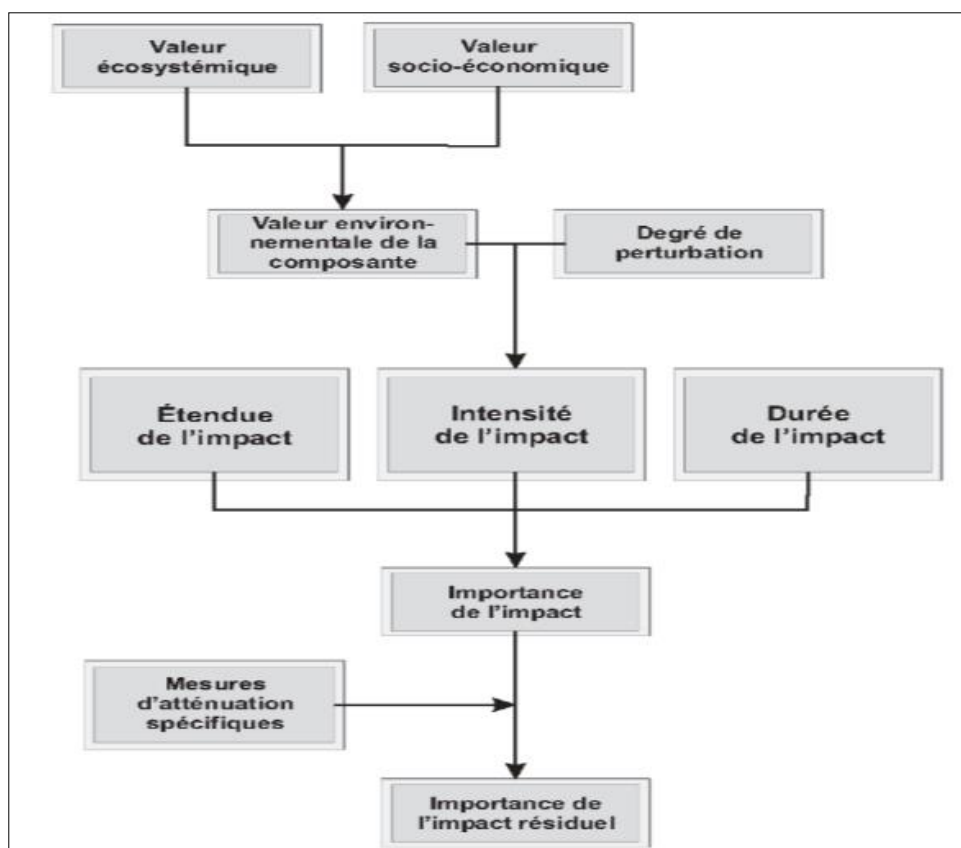 Valeur
écosystémique
Valeur
socio-économique
Valeur environ-
nementale de la
composante
Degré de
perturbation
Étendue
de l'impact
Intensité
de l'impact
Durée
de l'impact
Importance
de l'impact
Mesures
d'atténuation
spécifiques
Importance de
l'impact résiduel